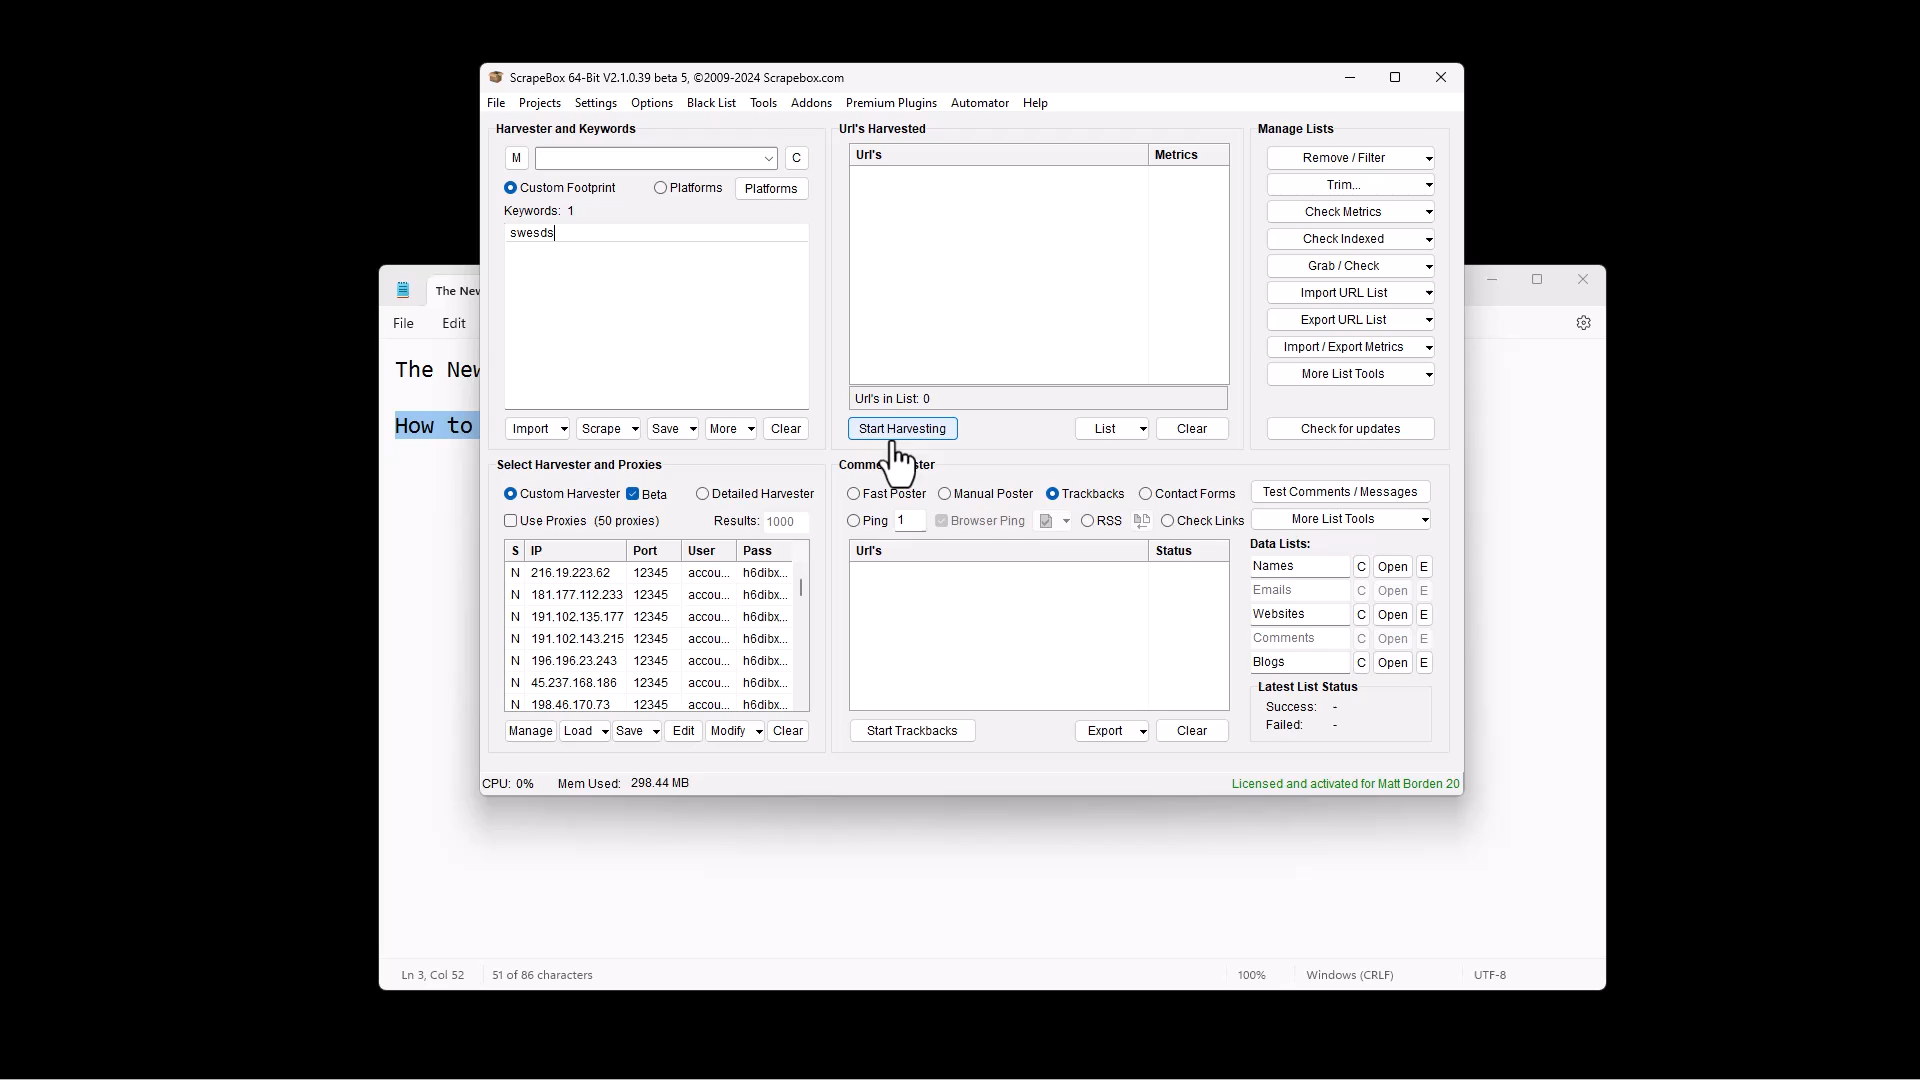 ScrapeBox 64-Bit V2.1.0.39 beta 5, ©2009-2024 Scrapebox.com
File Projects Settings Options Black List Tools Addons Premium Plugins Automator Help
Harvester and Keywords
M
C
Custom Footprint Platforms Platforms
Keywords: 1
swesds
Import Scrape Save More Clear
Url's Harvested
Url's Metrics
Url's in List: 0
Start Harvesting List Clear
Manage Lists
Remove / Filter
Trim...
Check Metrics
Check Indexed
Grab / Check
Import URL List
Export URL List
Import / Export Metrics
More List Tools
Check for updates
Select Harvester and Proxies
Custom Harvester Beta Detailed Harvester
Use Proxies (50 proxies) Results: 1000
S IP Port User Pass
N 216.19.223.62 12345 accou... h6dibx...
N 181.177.112.233 12345 accou... h6dibx...
N 191.102.135.177 12345 accou... h6dibx...
N 191.102.143.215 12345 accou... h6dibx...
N 196.196.23.243 12345 accou... h6dibx...
N 45.237.168.186 12345 accou... h6dibx...
N 198.46.170.73 12345 accou... h6dibx...
Manage Load Save Edit Modify Clear
Fast Poster Manual Poster Trackbacks Contact Forms
Ping 1 Browser Ping RSS Check Links
Url's Status
Start Trackbacks Export Clear
Test Comments / Messages
More List Tools
Data Lists:
Names C Open E
Emails C Open E
Websites C Open E
Comments C Open E
Blogs C Open E
Latest List Status
Success: -
Failed: -
CPU: 0% Mem Used: 298.44 MB
Licensed and activated for Matt Borden 20
The New
File Edit
The New
How to
Ln 3, Col 52 51 of 86 characters 100% Windows (CRLF) UTF-8